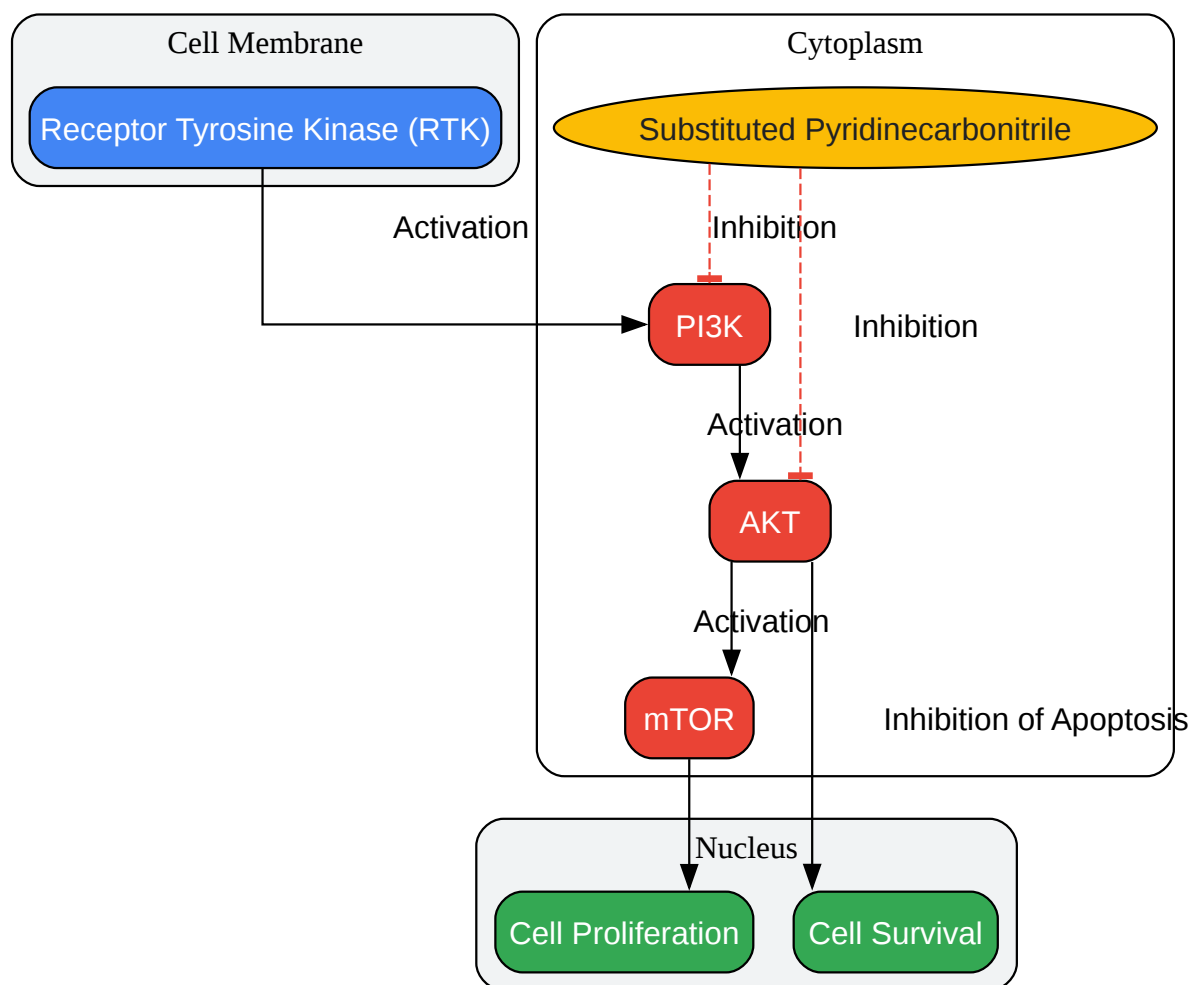 Cell Membrane
Cytoplasm
Receptor Tyrosine Kinase (RTK)
Substituted Pyridinecarbonitrile
Activation
Inhibition
PI3K
Inhibition
Activation
AKT
Activation
mTOR
Inhibition of Apoptosis
Nucleus
Cell Proliferation
Cell Survival